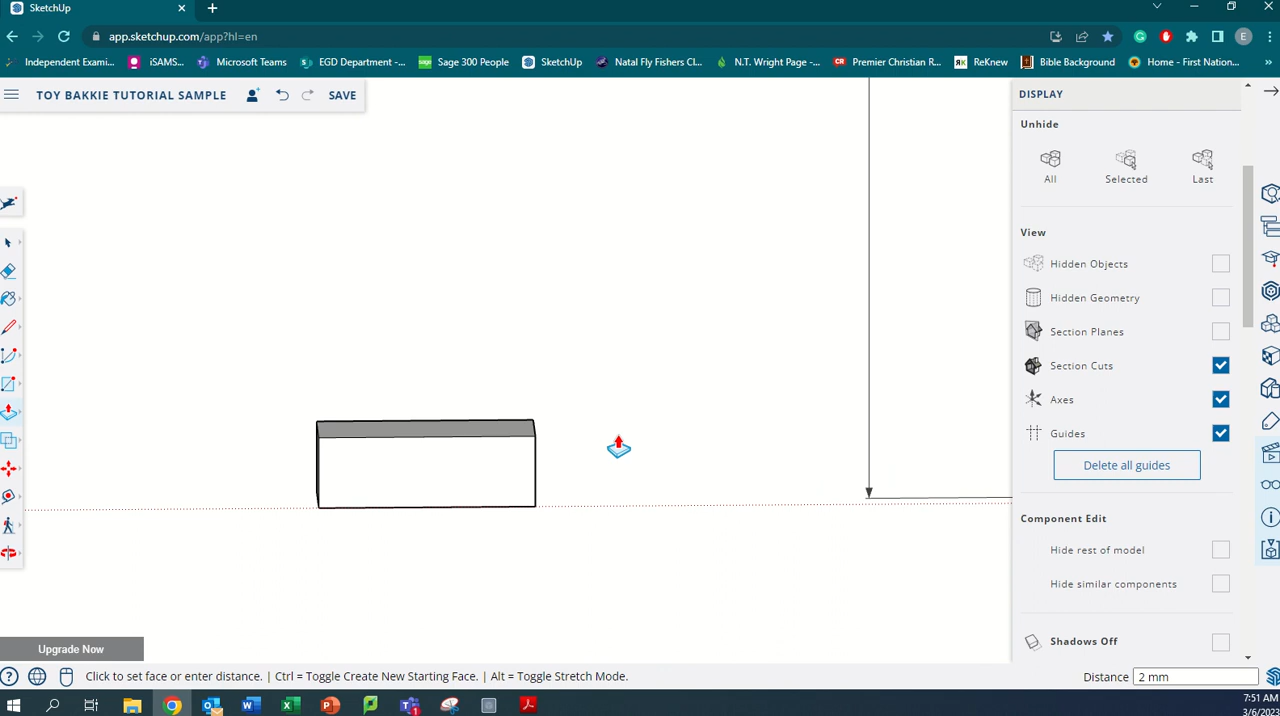 SketchUp
app.sketchup.com/app?hl=en
E
Independent Exami... iSAMS... Microsoft Teams EGD Department -... Sage 300 People SketchUp Natal Fly Fishers Cl... N.T. Wright Page -... Premier Christian R... ReKnew Bible Background Home - First Nation... »
TOY BAKKIE TUTORIAL SAMPLE SAVE
DISPLAY
Unhide
All Selected Last
View
Hidden Objects
Hidden Geometry
Section Planes
Section Cuts
Axes
Guides
Delete all guides
Component Edit
Hide rest of model
Hide similar components
Shadows Off
Upgrade Now
Click to set face or enter distance. | Ctrl = Toggle Create New Starting Face. | Alt = Toggle Stretch Mode.
Distance 2 mm
7:51 AM
3/6/2023